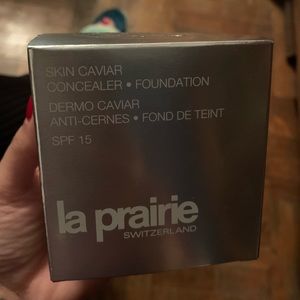 SKIN CAVIAR
CONCEALER • FOUNDATION
DERMO CAVIAR
ANTI-CERNES • FOND DE TEINT
SPF 15
la prairie
SWITZERLAND